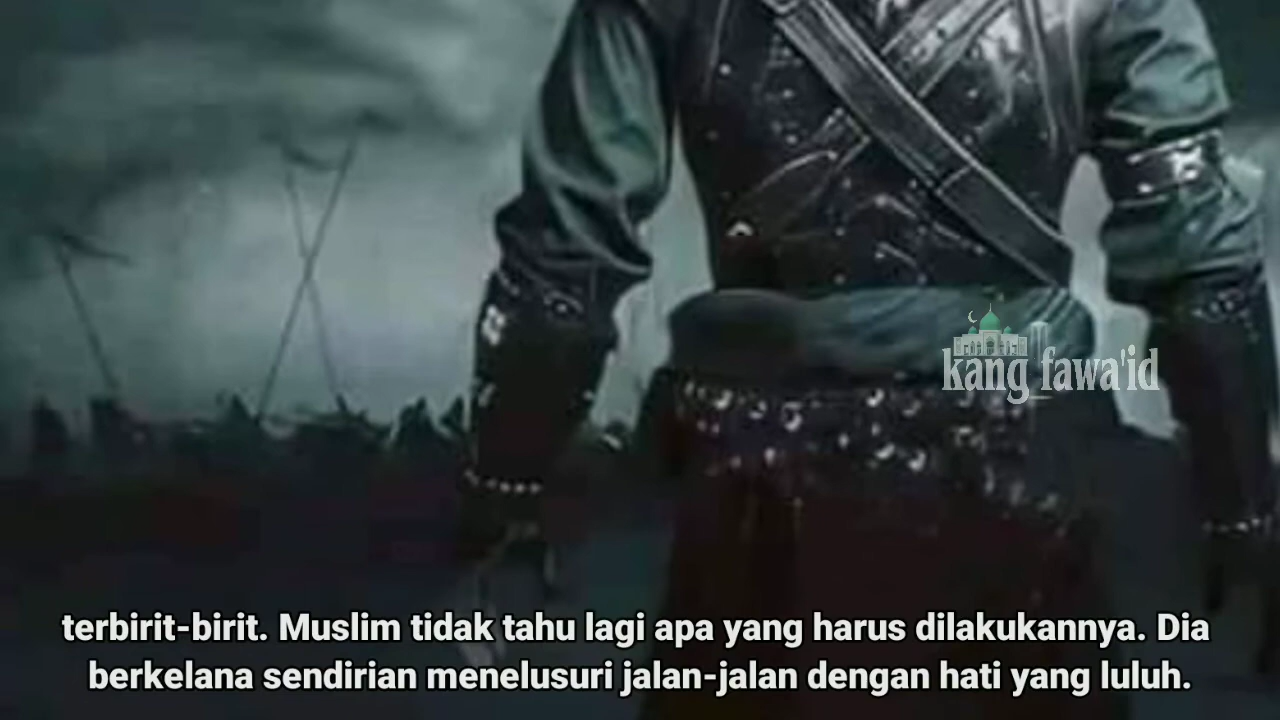 kang fawa'id
terbirit-birit. Muslim tidak tahu lagi apa yang harus dilakukannya. Dia
berkelana sendirian menelusuri jalan-jalan dengan hati yang luluh.